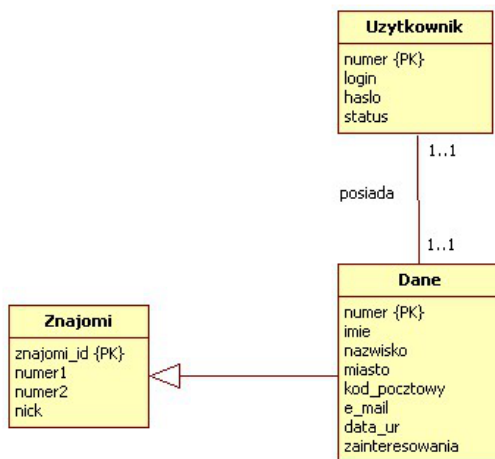 Uzytkownik
numer {PK}
login
haslo
status
1..1
posiada
1..1
Dane
numer {PK}
imie
nazwisko
miasto
kod_pocztowy
e_mail
data_ur
zainteresowania
Znajomi
znajomi_id {PK}
numer1
numer2
nick